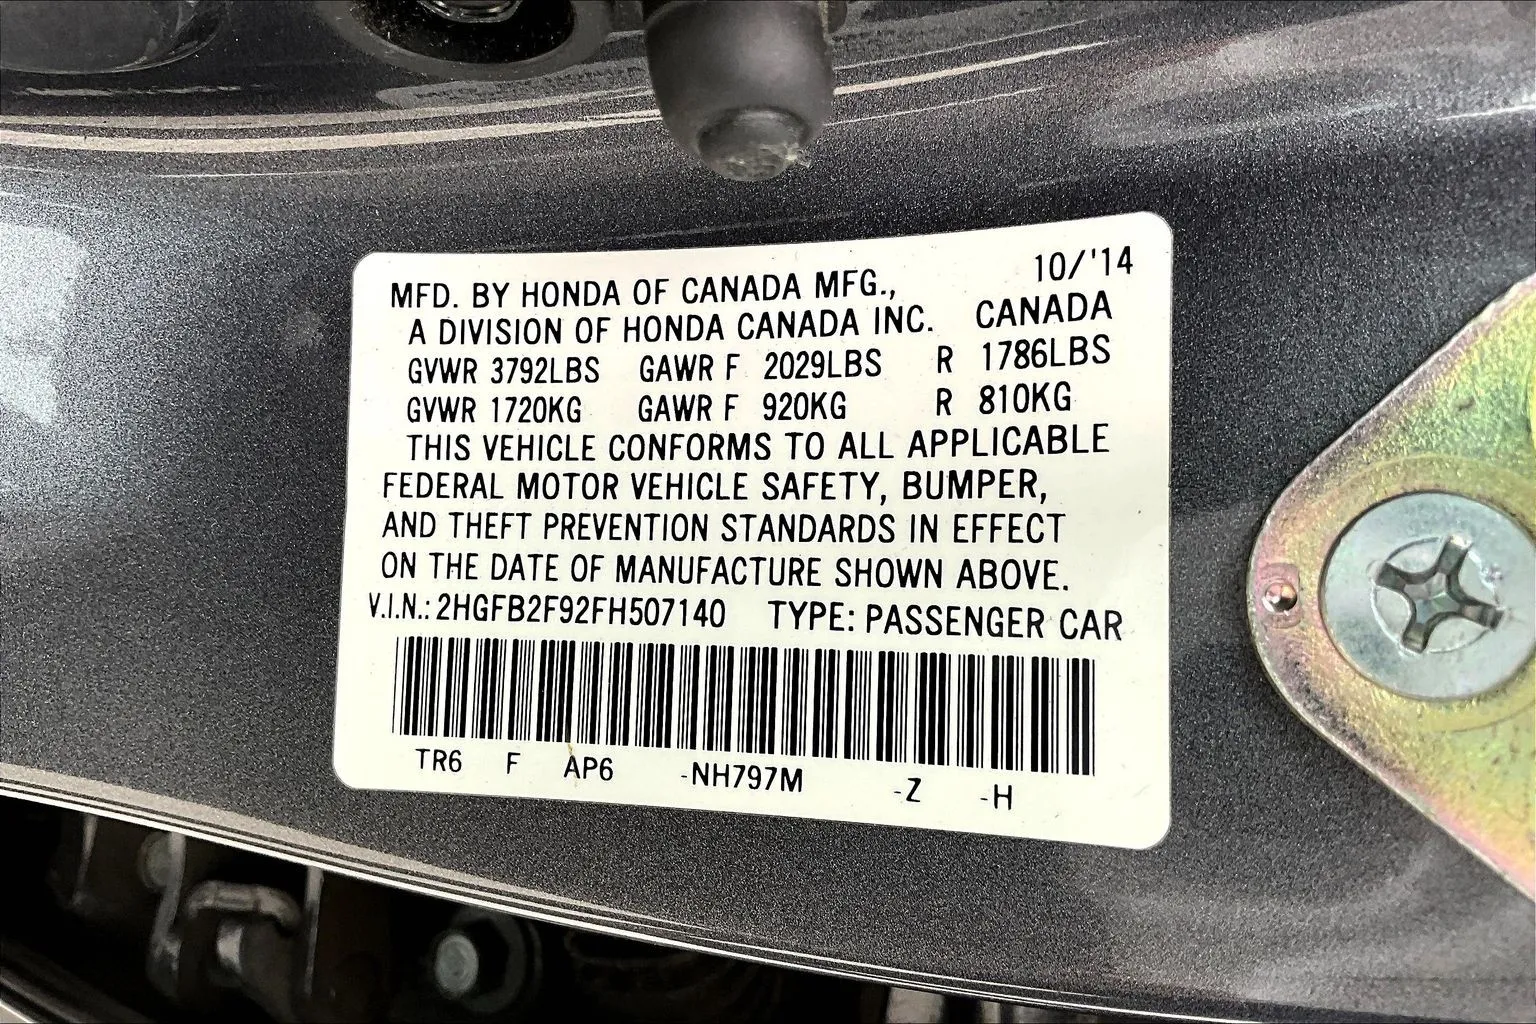 MFD. BY HONDA OF CANADA MFG., 10/'14
A DIVISION OF HONDA CANADA INC. CANADA
GVWR 3792LBS GAWR F 2029LBS R 1786LBS
GVWR 1720KG GAWR F 920KG R 810KG
THIS VEHICLE CONFORMS TO ALL APPLICABLE
FEDERAL MOTOR VEHICLE SAFETY, BUMPER,
AND THEFT PREVENTION STANDARDS IN EFFECT
ON THE DATE OF MANUFACTURE SHOWN ABOVE.
V.I.N.: 2HGFB2F92FH507140 TYPE: PASSENGER CAR
TR6 F AP6 -NH797M -Z -H